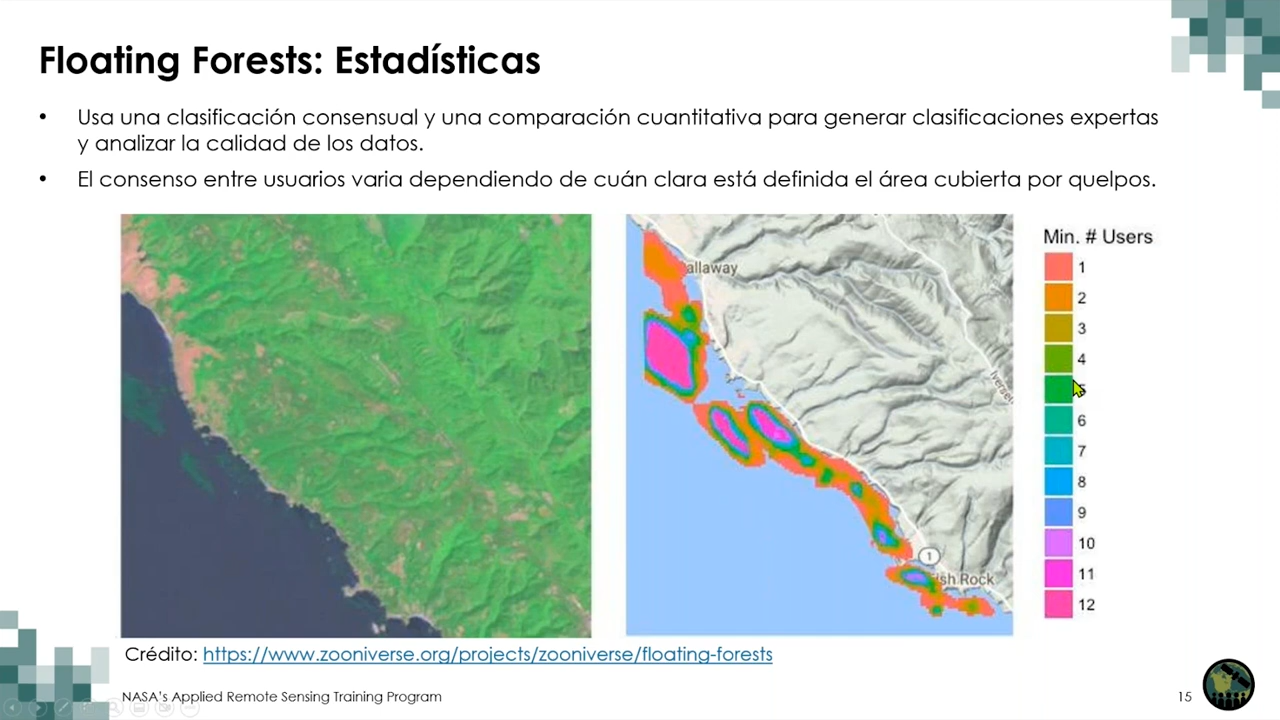 Floating Forests: Estadísticas
• Usa una clasificación consensual y una comparación cuantitativa para generar clasificaciones expertas
y analizar la calidad de los datos.
• El consenso entre usuarios varia dependiendo de cuán clara está definida el área cubierta por quelpos.
allaway
1
ish Rock
Min. # Users
1
2
3
4
6
7
8
9
10
11
12
Crédito: https://www.zooniverse.org/projects/zooniverse/floating-forests
NASA's Applied Remote Sensing Training Program
15